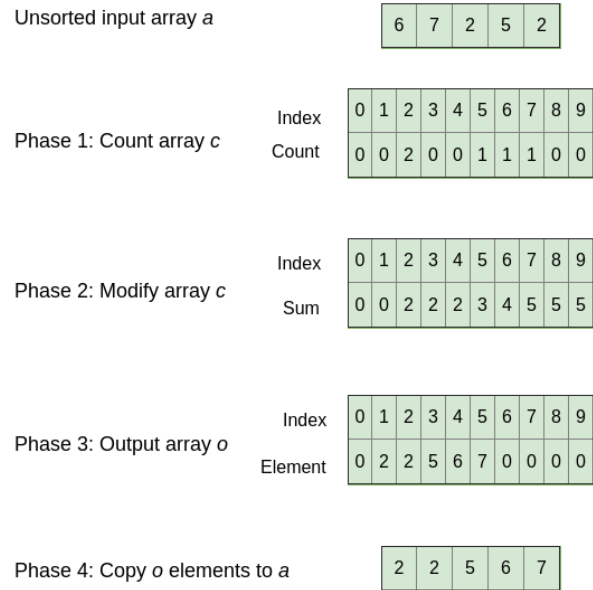 Unsorted input array a
6 7 2 5 2
Index 0 1 2 3 4 5 6 7 8 9
Phase 1: Count array c
Count 0 0 2 0 0 1 1 1 0 0
Index 0 1 2 3 4 5 6 7 8 9
Phase 2: Modify array c
Sum 0 0 2 2 2 3 4 5 5 5
Index 0 1 2 3 4 5 6 7 8 9
Phase 3: Output array o
Element 0 2 2 5 6 7 0 0 0 0
Phase 4: Copy o elements to a
2 2 5 6 7